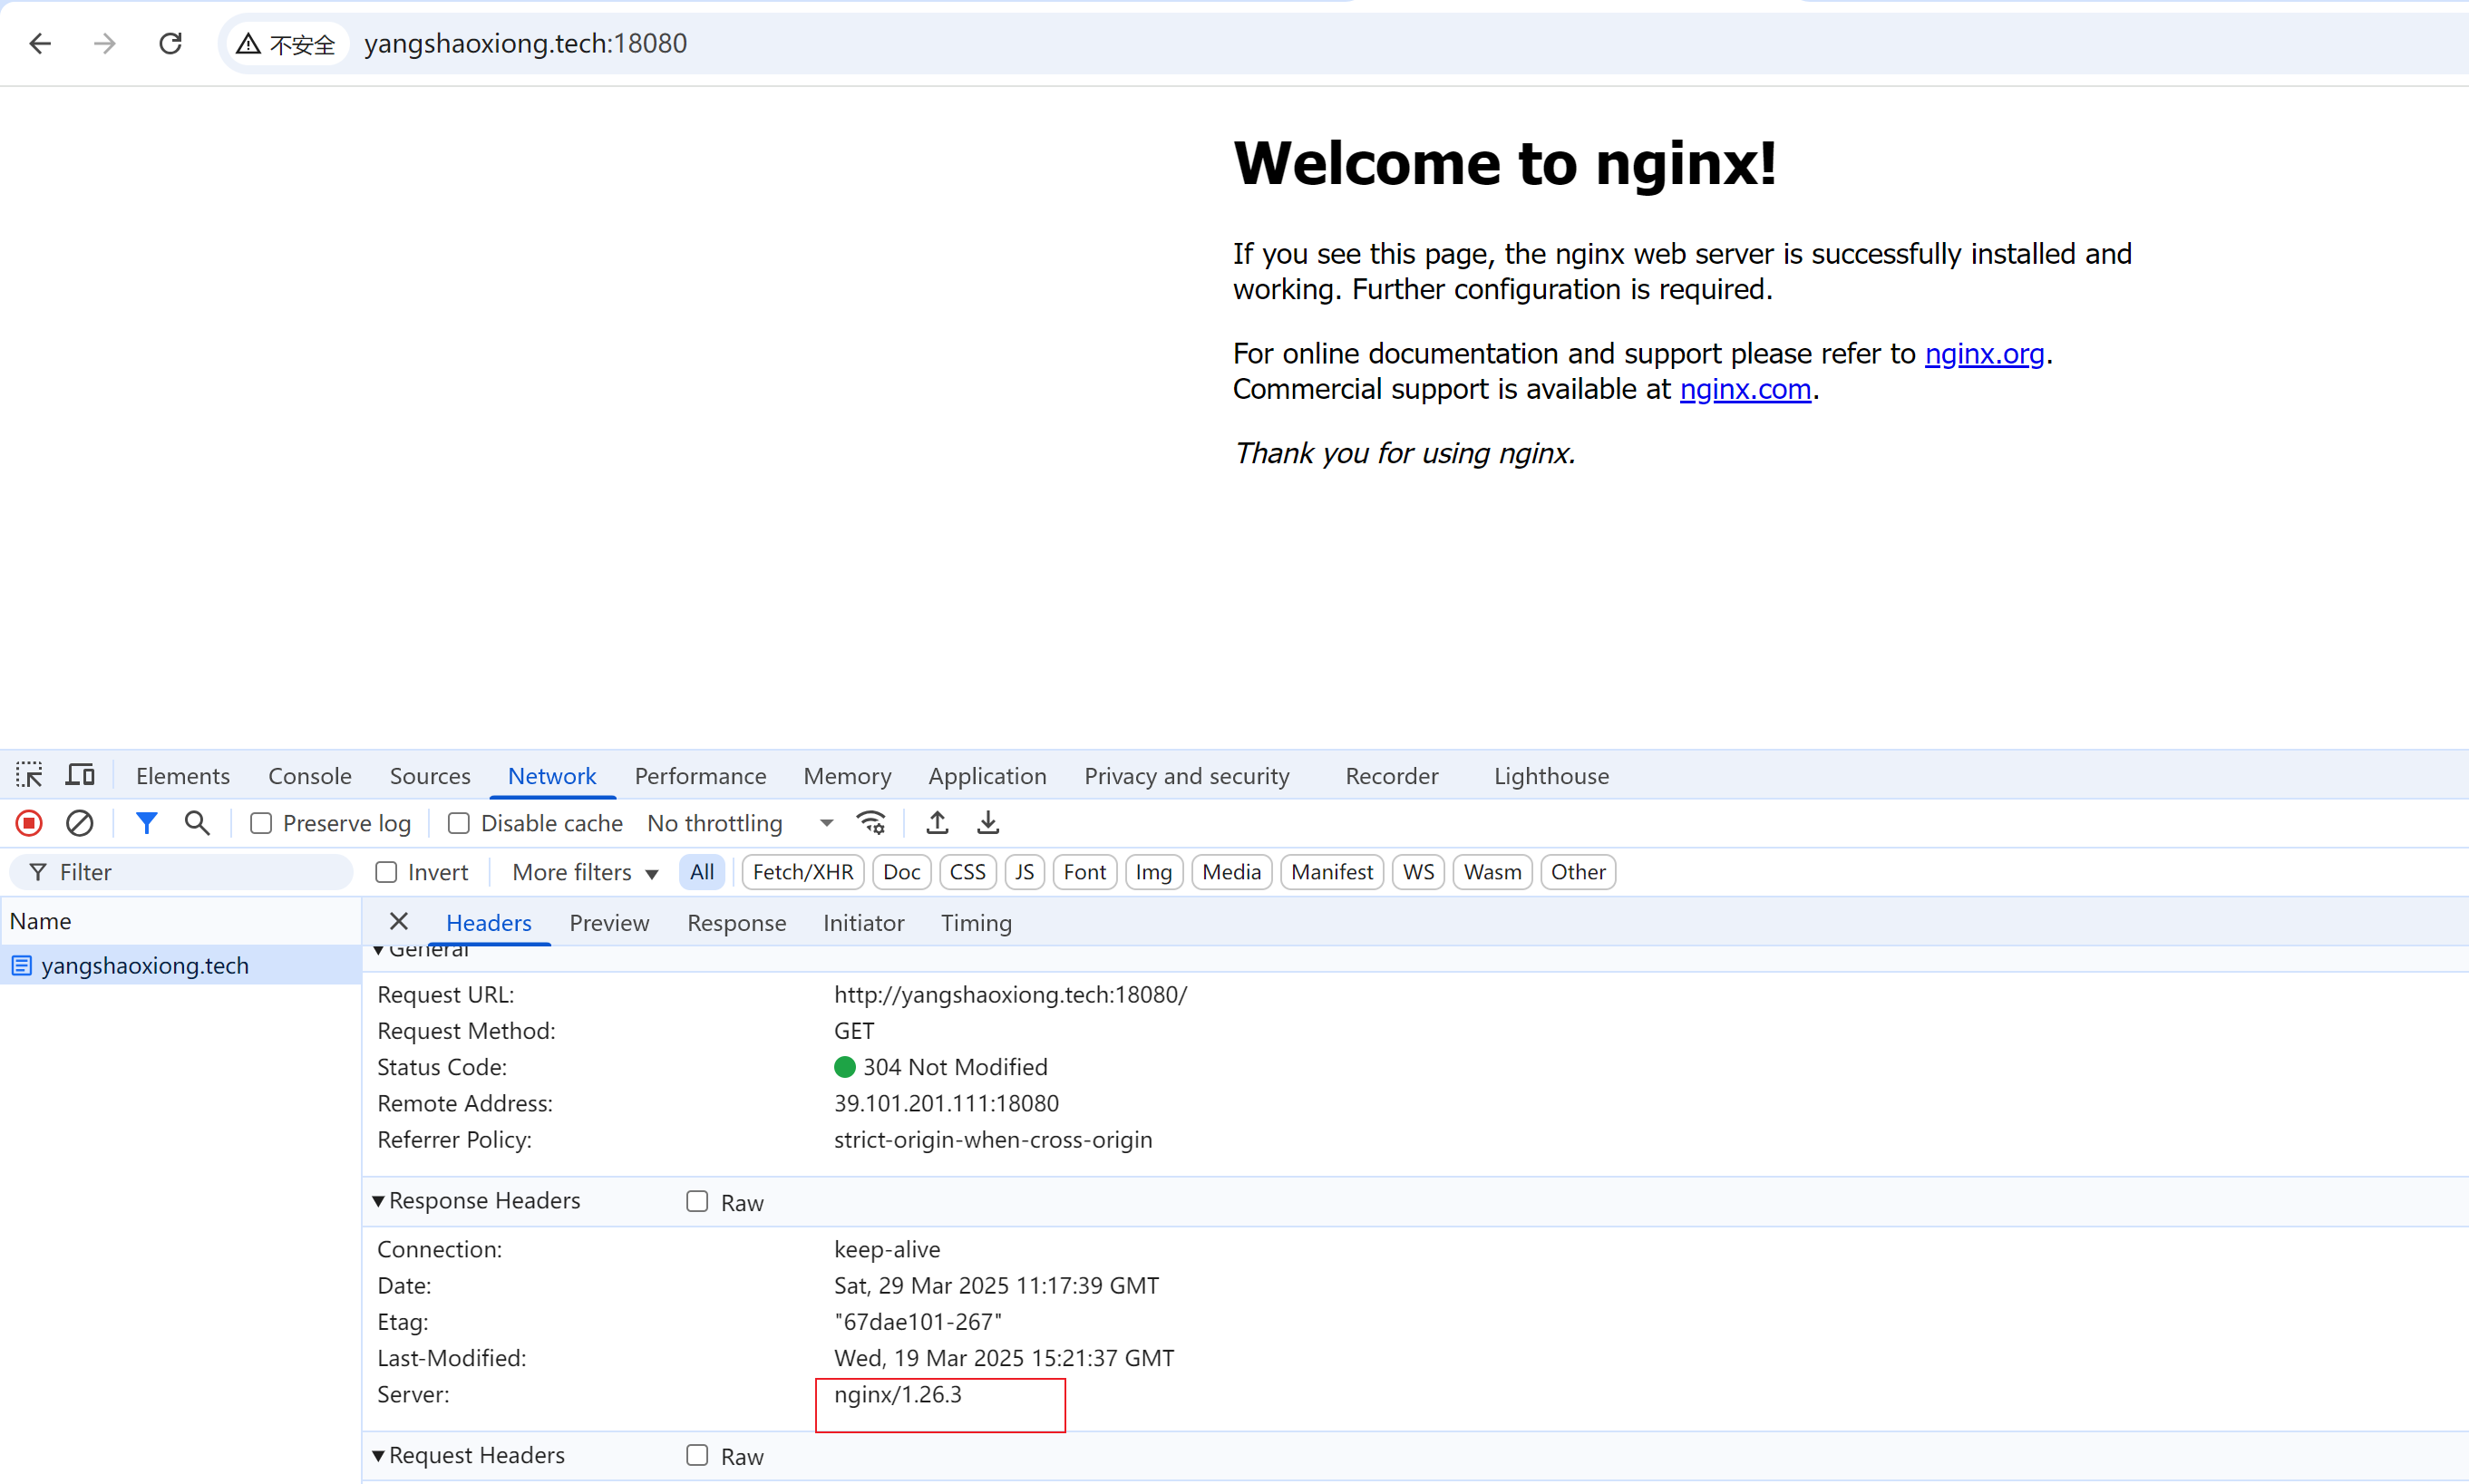 不安全 yangshaoxiong.tech:18080
Welcome to nginx!
If you see this page, the nginx web server is successfully installed and
working. Further configuration is required.
For online documentation and support please refer to nginx.org.
Commercial support is available at nginx.com.
Thank you for using nginx.
Elements Console Sources Network Performance Memory Application Privacy and security Recorder Lighthouse
Preserve log Disable cache No throttling
Filter Invert More filters All Fetch/XHR Doc CSS JS Font Img Media Manifest WS Wasm Other
Name Headers Preview Response Initiator Timing
General
yangshaoxiong.tech
Request URL: http://yangshaoxiong.tech:18080/
Request Method: GET
Status Code: 304 Not Modified
Remote Address: 39.101.201.111:18080
Referrer Policy: strict-origin-when-cross-origin
Response Headers Raw
Connection: keep-alive
Date: Sat, 29 Mar 2025 11:17:39 GMT
Etag: "67dae101-267"
Last-Modified: Wed, 19 Mar 2025 15:21:37 GMT
Server: nginx/1.26.3
Request Headers Raw